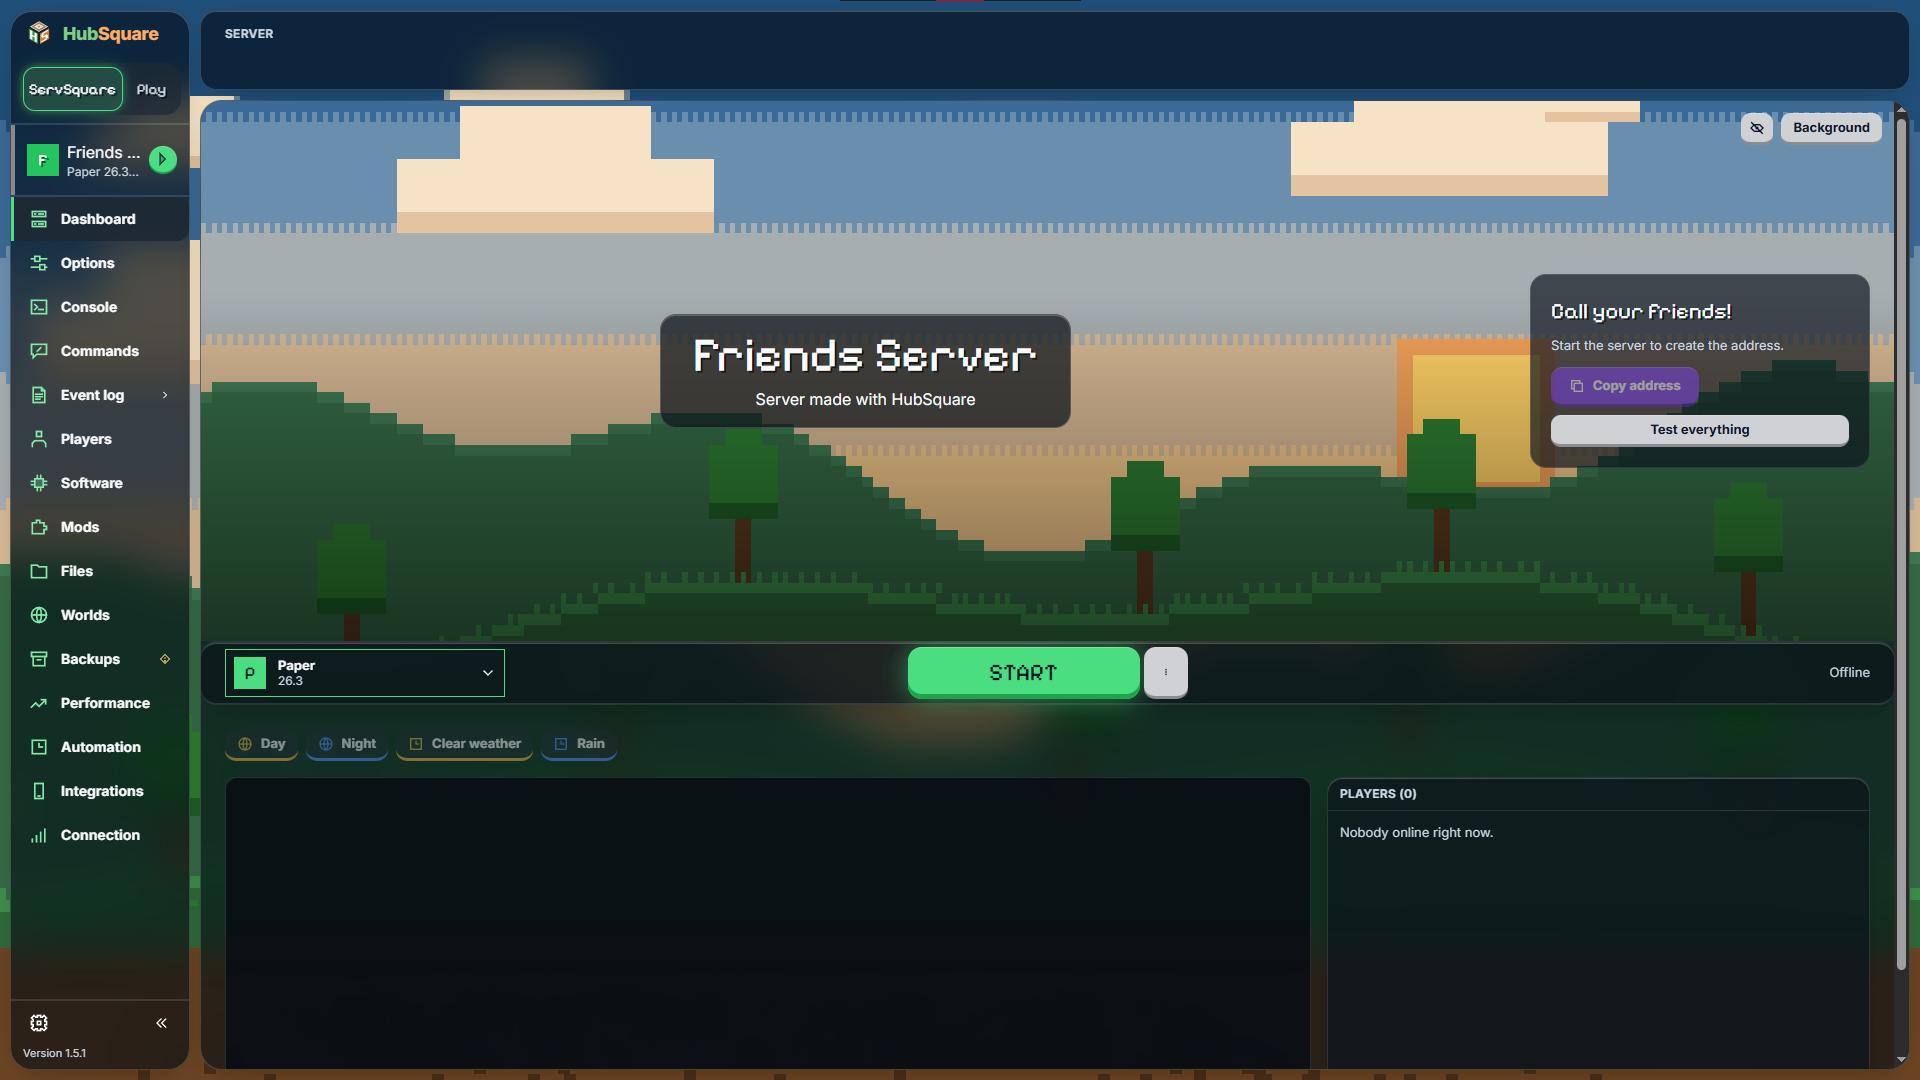 HubSquare
SERVER
ServSquare
Play
Friends ...
Paper 26.3...
Dashboard
Options
Console
Commands
Event log
Players
Software
Mods
Files
Worlds
Backups
Performance
Automation
Integrations
Connection
Version 1.5.1
Background
Friends Server
Server made with HubSquare
Call your friends!
Start the server to create the address.
Copy address
Test everything
P
Paper
26.3
START
Offline
Day
Night
Clear weather
Rain
PLAYERS (0)
Nobody online right now.